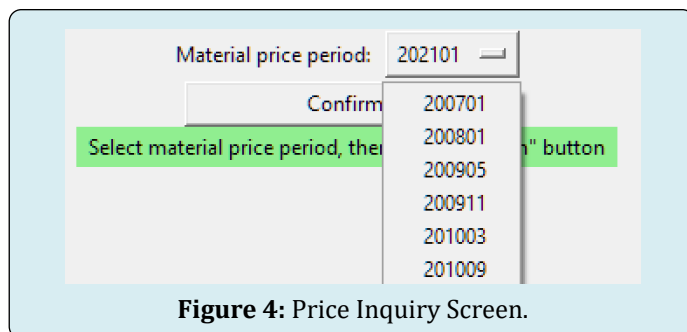 Material price period: 202101
Confirm
200701
200801
Select material price period, then n" button
200905
200911
201003
201009
Figure 4: Price Inquiry Screen.